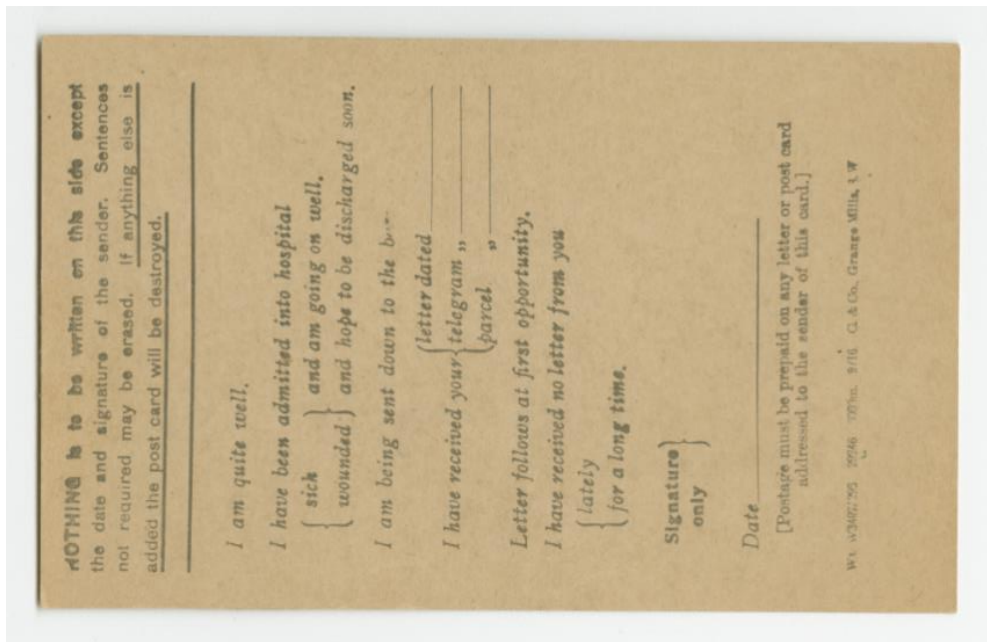 NOTHING is to be written on this side except
the date and signature of the sender. Sentences
not required may be erased. If anything else is
added the post card will be destroyed.
I am quite well.
I have been admitted into hospital
{ sick } and am going on well.
{ wounded } and hope to be discharged soon.
I am being sent down to the
I have received your { letter dated
telegram „
parcel „
Letter follows at first opportunity.
I have received no letter from you
{ lately
for a long time.
Signature }
only
Date
[Postage must be prepaid on any letter or post card
addressed to the sender of this card.]
9/16 & Co., Grange Mills,